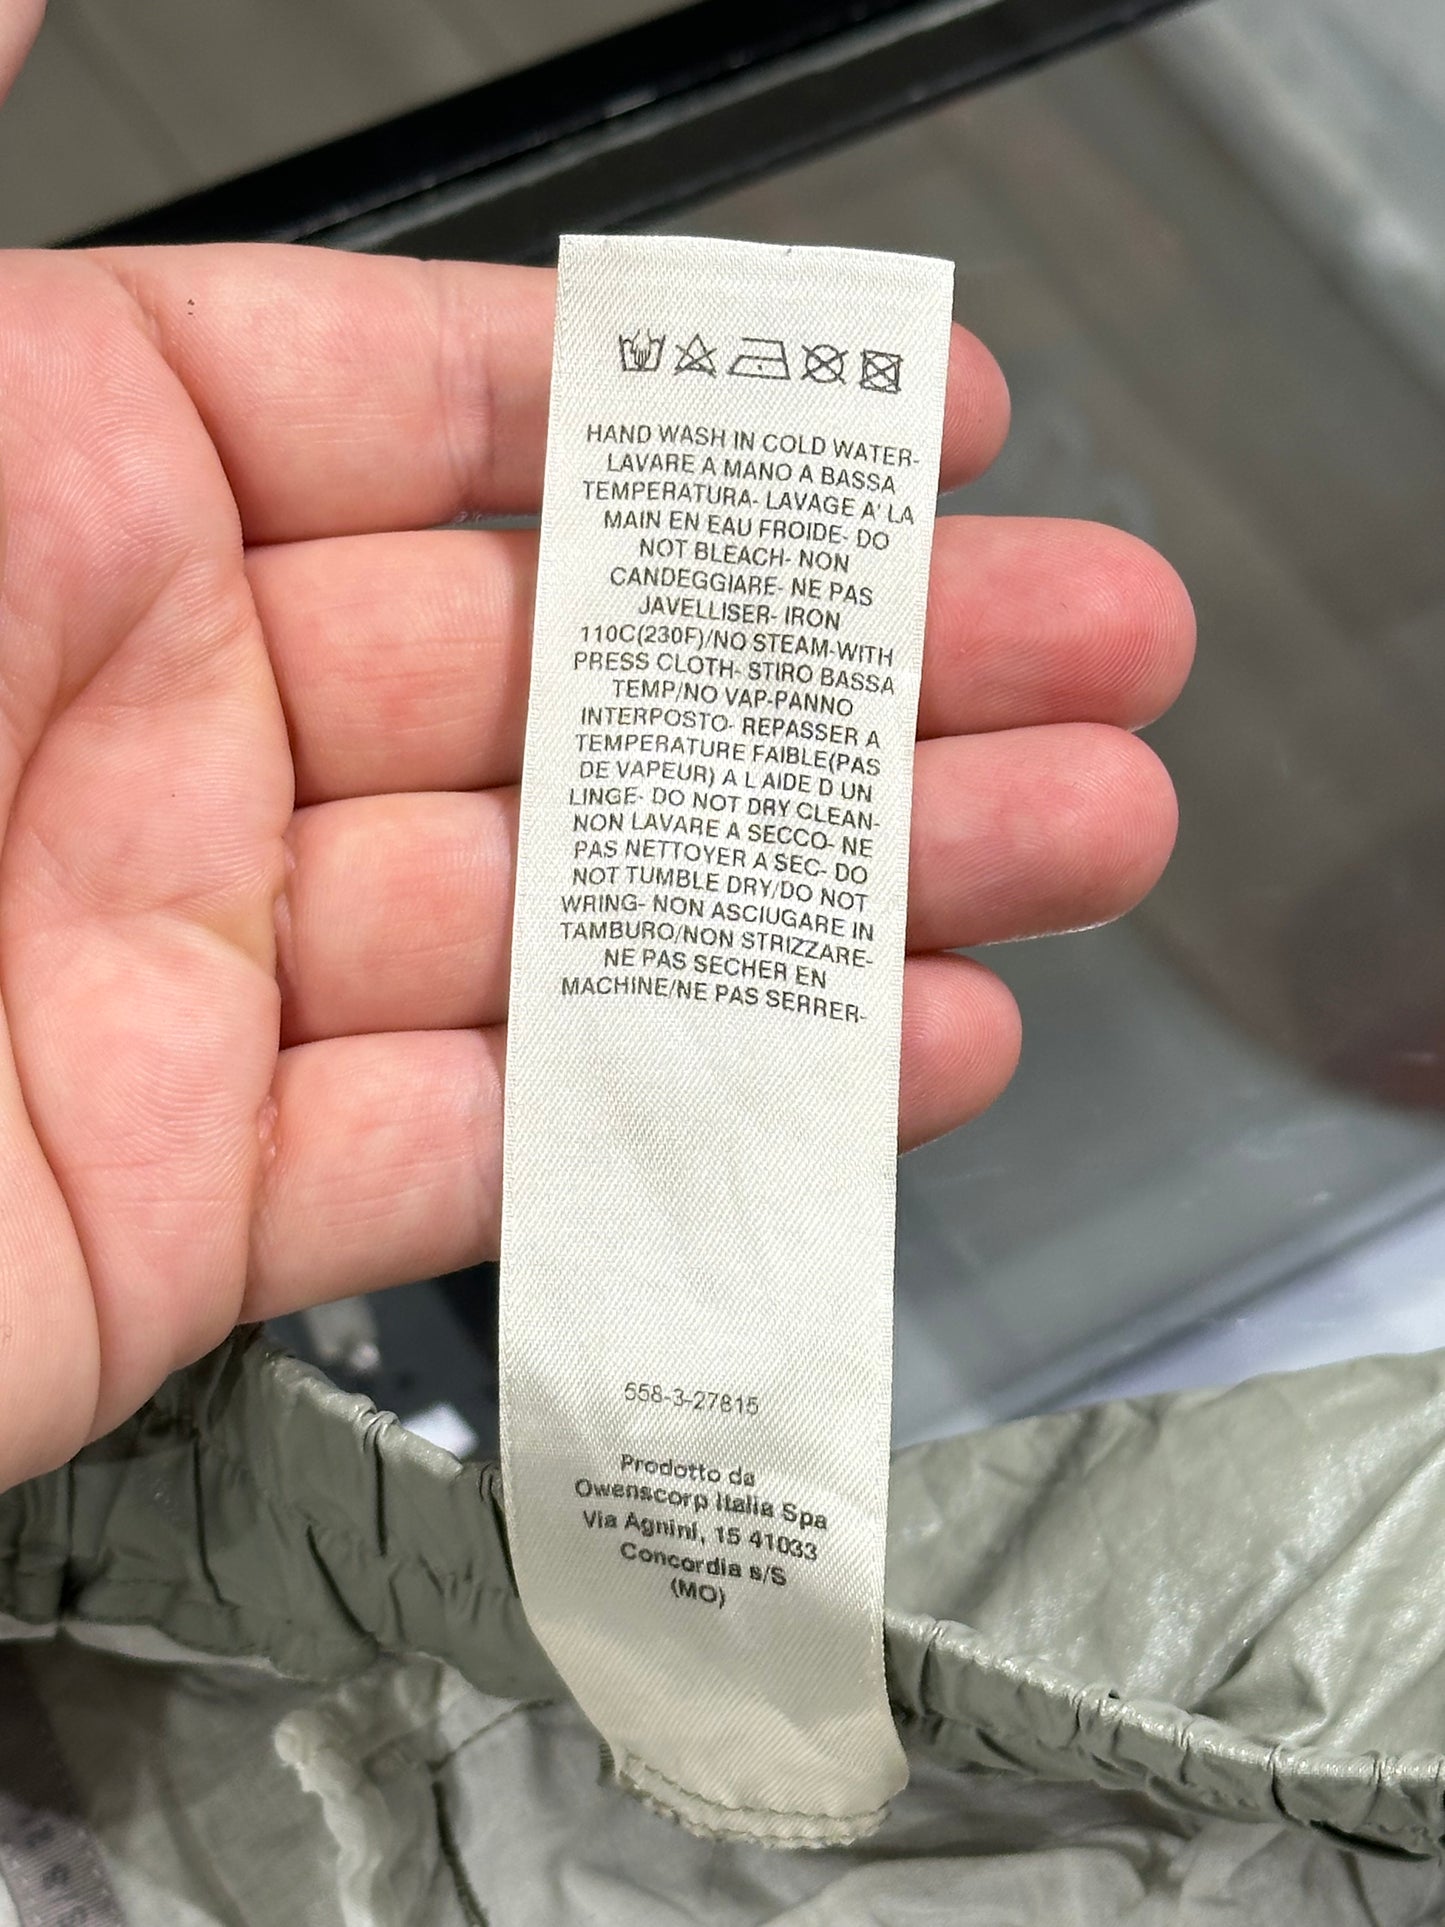 HAND WASH IN COLD WATER-
LAVARE A MANO A BASSA
TEMPERATURA- LAVAGE A' LA
MAIN EN EAU FROIDE- DO
NOT BLEACH- NON
CANDEGGIARE- NE PAS
JAVELLISER- IRON
110C(230F)/NO STEAM-WITH
PRESS CLOTH- STIRO BASSA
TEMP/NO VAP-PANNO
INTERPOSTO- REPASSER A
TEMPERATURE FAIBLE(PAS
DE VAPEUR) A L AIDE D UN
LINGE- DO NOT DRY CLEAN-
NON LAVARE A SECCO- NE
PAS NETTOYER A SEC- DO
NOT TUMBLE DRY/DO NOT
WRING- NON ASCIUGARE IN
TAMBURO/NON STRIZZARE-
NE PAS SECHER EN
MACHINE/NE PAS SERRER-
558-3-27815
Prodotto da
Owenscorp Italia Spa
Via Agnini, 15 41033
Concordia s/S
(MO)